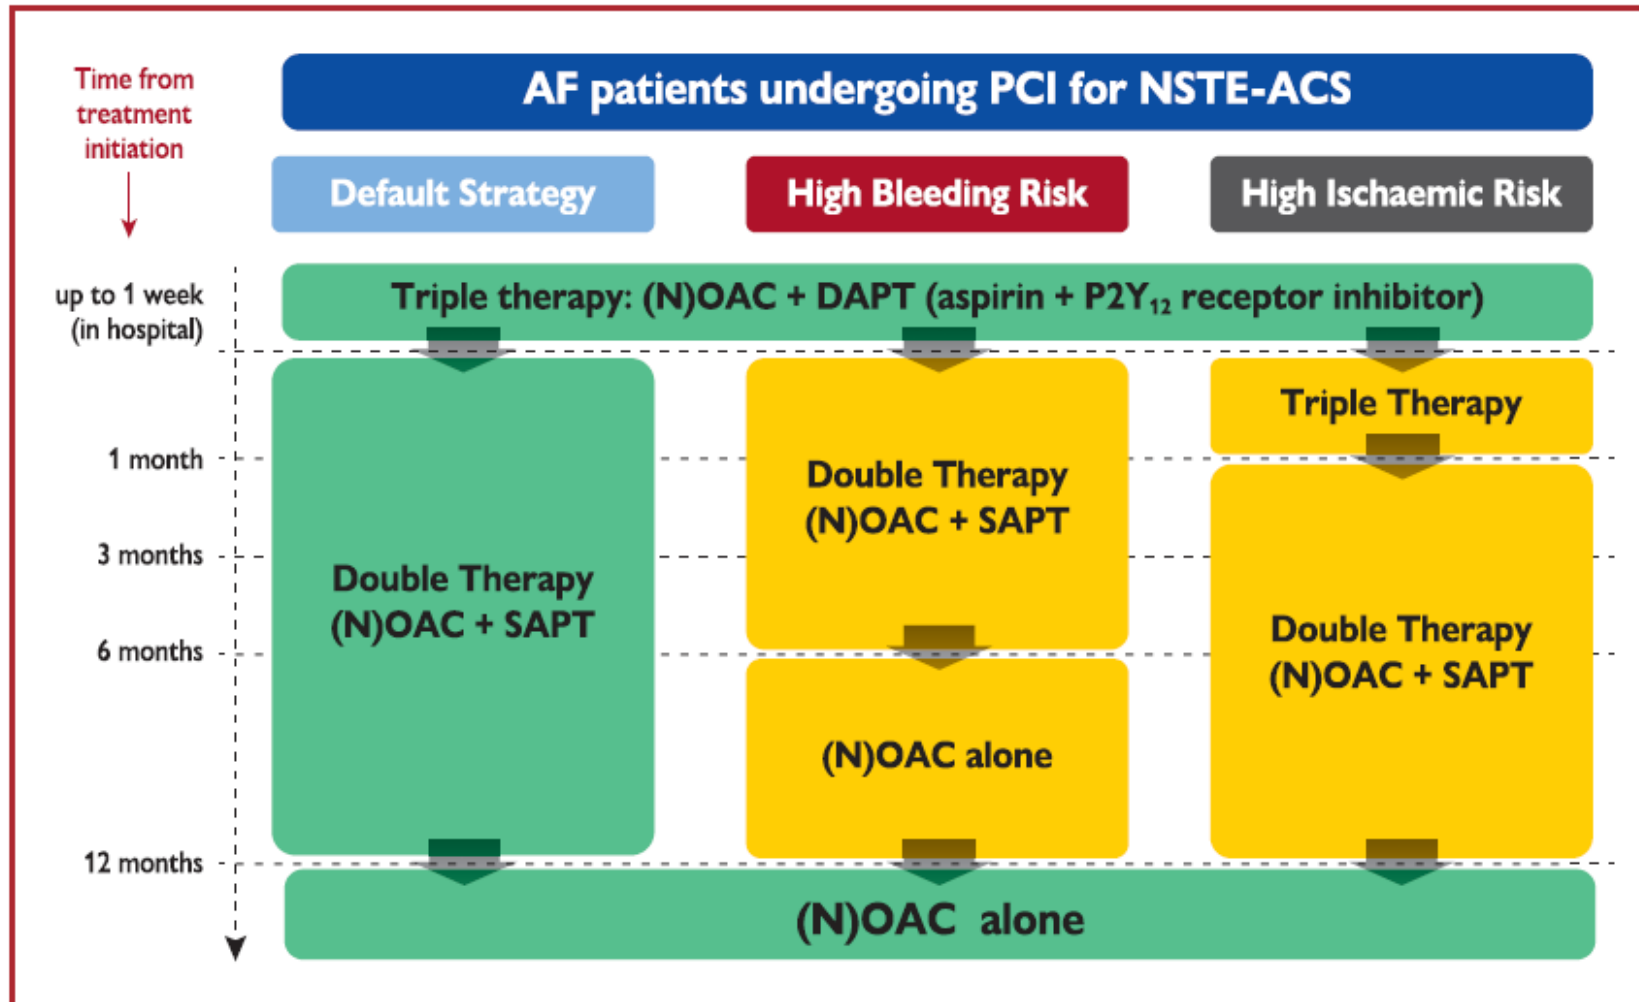 Time from
treatment
initiation
AF patients undergoing PCI for NSTE-ACS
Default Strategy
High Bleeding Risk
High Ischaemic Risk
up to 1 week
(in hospital)
Triple therapy: (N)OAC + DAPT (aspirin + P2Y₁₂ receptor inhibitor)
Triple Therapy
1 month
Double Therapy
(N)OAC + SAPT
3 months
Double Therapy
(N)OAC + SAPT
6 months
Double Therapy
(N)OAC + SAPT
(N)OAC alone
12 months
(N)OAC alone